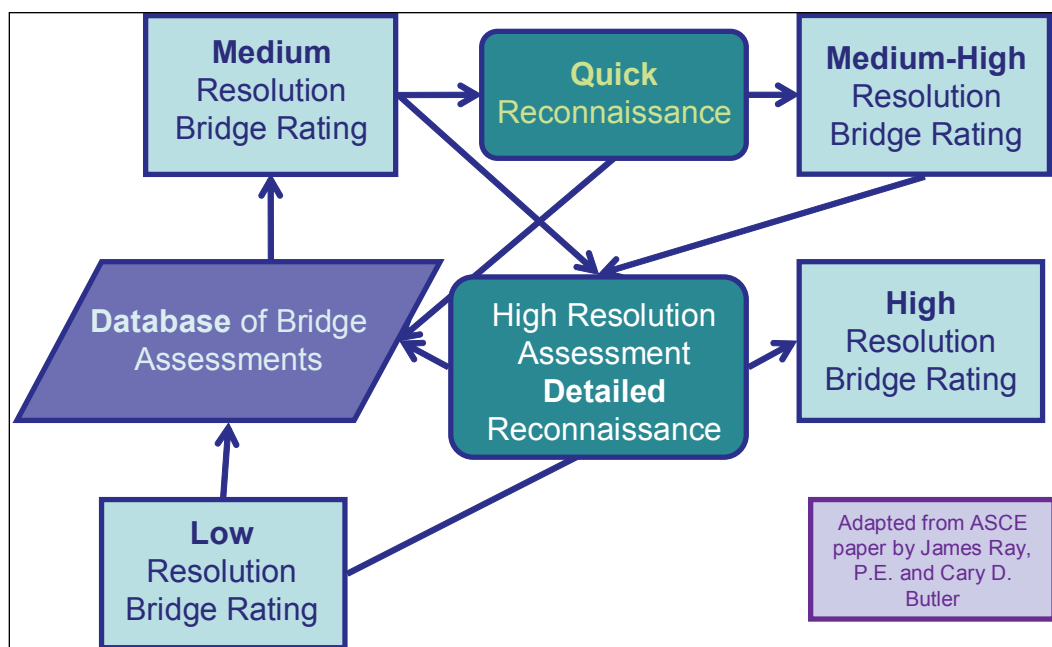 Medium
Resolution
Bridge Rating
Quick
Reconnaissance
Medium-High
Resolution
Bridge Rating
Database of Bridge
Assessments
High Resolution
Assessment
Detailed
Reconnaissance
High
Resolution
Bridge Rating
Low
Resolution
Bridge Rating
Adapted from ASCE
paper by James Ray,
P.E. and Cary D.
Butler